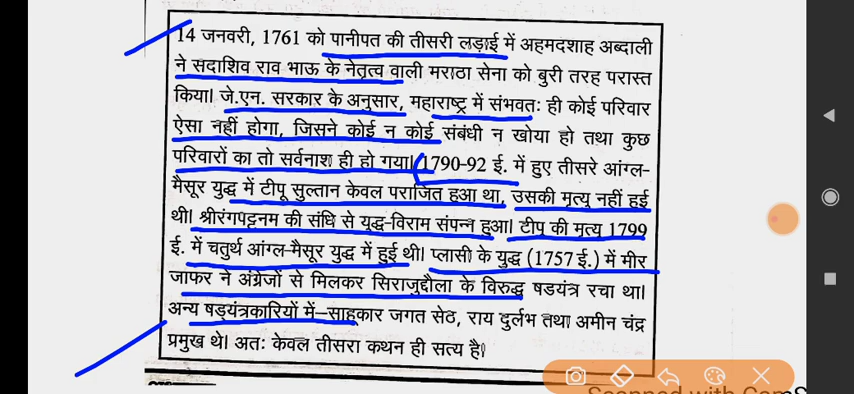 14 जनवरी, 1761 को पानीपत की तीसरी लड़ाई में अहमदशाह अब्दाली
ने सदाशिव राव भाऊ के नेतृत्व वाली मराठा सेना को बुरी तरह परास्त
किया। जे.एन. सरकार के अनुसार, महाराष्ट्र में संभवतः ही कोई परिवार
ऐसा नहीं होगा, जिसने कोई न कोई संबंधी न खोया हो तथा कुछ
परिवारों का तो सर्वनाश ही हो गया। 1790-92 ई. में हुए तीसरे आंग्ल-
मैसूर युद्ध में टीपू सुल्तान केवल पराजित हुआ था, उसकी मृत्यु नहीं हुई
थी। श्रीरंगपट्टनम की संधि से युद्ध-विराम संपन्न हुआ। टीपू की मृत्यु 1799
ई. में चतुर्थ आंग्ल-मैसूर युद्ध में हुई थी। प्लासी के युद्ध (1757 ई.) में मीर
जाफर ने अंग्रेजों से मिलकर सिराजुद्दौला के विरुद्ध षडयंत्र रचा था।
अन्य षड्यंत्रकारियों में–साहूकार जगत सेठ, राय दुर्लभ तथा अमीन चंद्र
प्रमुख थे। अतः केवल तीसरा कथन ही सत्य है।